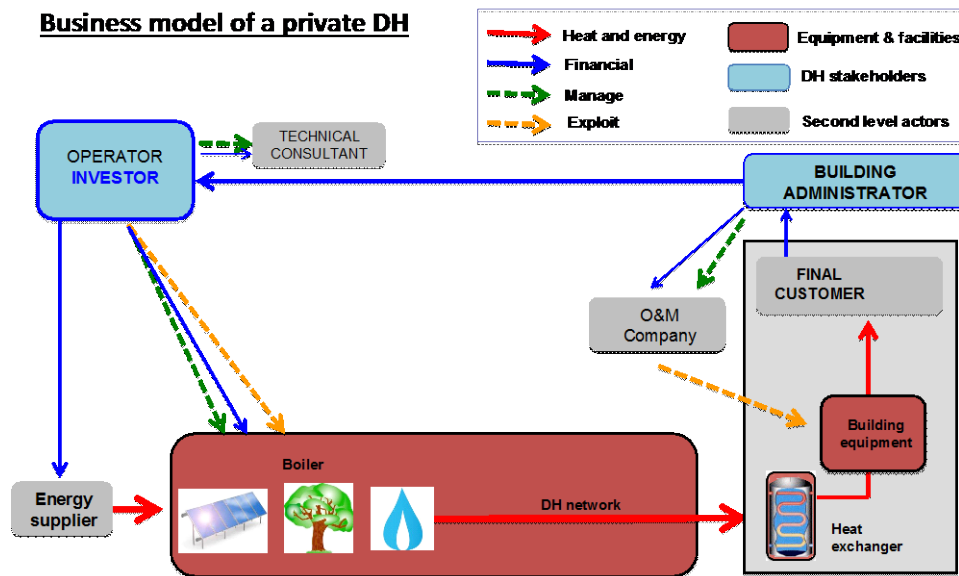 Business model of a private DH
Heat and energy
Financial
Manage
Exploit
Equipment & facilities
DH stakeholders
Second level actors
OPERATOR
INVESTOR
TECHNICAL
CONSULTANT
BUILDING
ADMINISTRATOR
FINAL
CUSTOMER
O&M
Company
Building
equipment
Boiler
Energy
supplier
DH network
Heat
exchanger